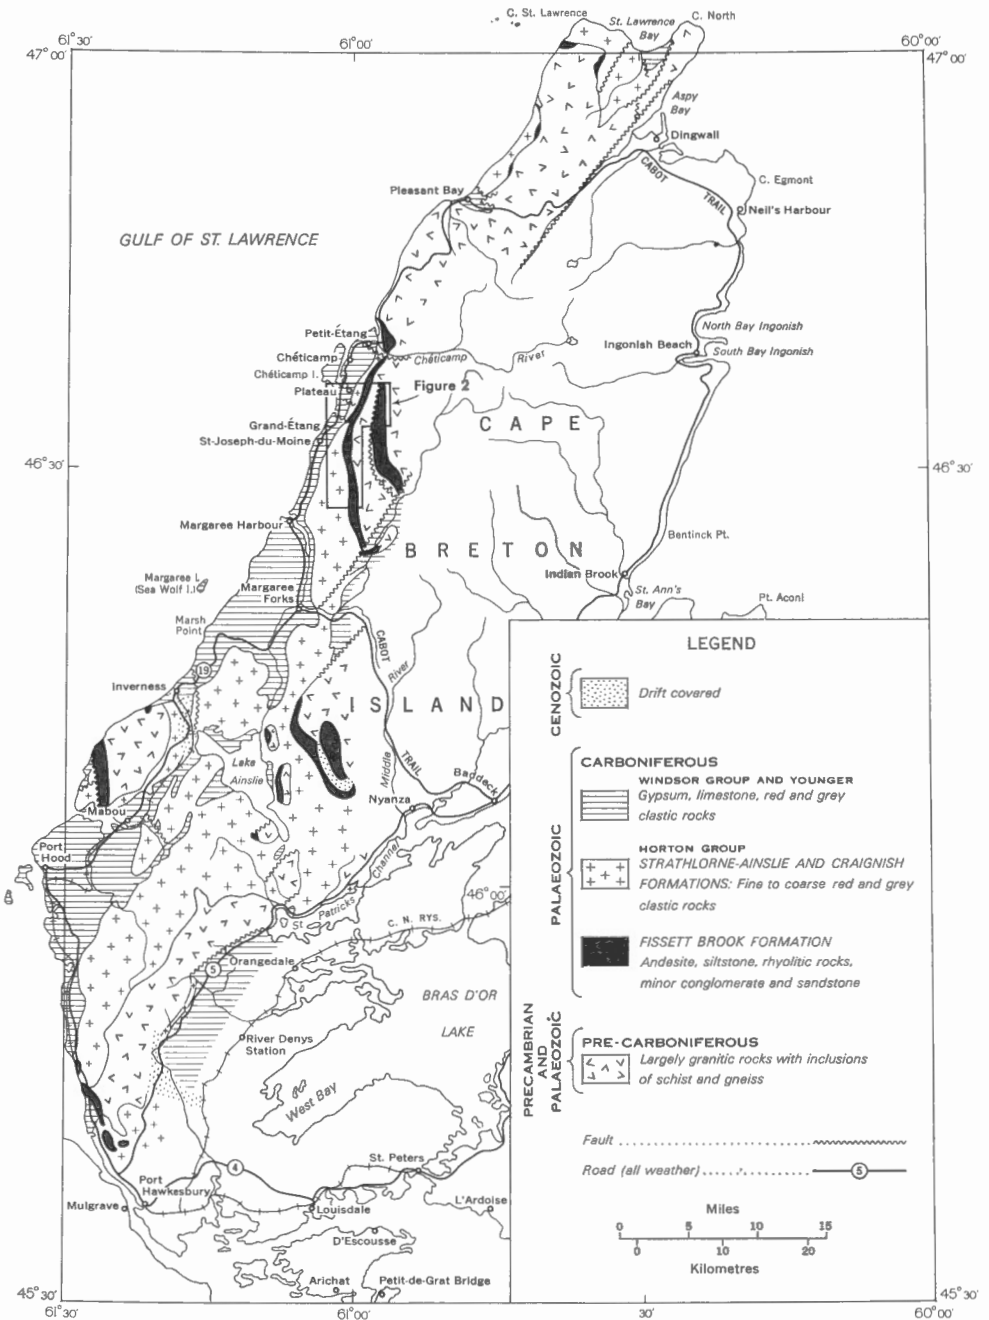 C. St. Lawrence
St. Lawrence
Bay
C. North
61°30'
61°00'
60°00'
47°00'
47°00'
Aspy
Bay
Dingwall
CABOT
TRAIL
C. Egmont
Pleasant Bay
Neil's Harbour
GULF OF ST. LAWRENCE
North Bay Ingonish
Petit-Étang
Ingonish Beach
South Bay Ingonish
Chéticamp
Chéticamp
River
Chéticamp I.
Plateau
Figure 2
Grand-Étang
CAPE
St-Joseph-du-Moine
46°30'
46°30'
Margaree Harbour
Bentinck Pt.
BRETON
Indian Brook
Margaree I.
(Sea Wolf I.)
Margaree
Forks
St. Ann's
Bay
Pt. Aconi
Marsh
Point
CABOT
River
19
Inverness
ISLAND
Lake
Ainslie
Middle
TRAIL
Baddeck
Nyanza
Mabou
Port
Hood
Channel
46°00'
St
Patricks
C. N. RYS.
Orangedale
5
BRAS D'OR
LAKE
River Denys
Station
West Bay
4
St. Peters
Port
Hawkesbury
Mulgrave
Louisdale
L'Ardoise
D'Escousse
Arichat
Petit-de-Grat Bridge
45°30'
45°30'
61°30'
61°00'
30'
60°00'
LEGEND
CENOZOIC
Drift covered
PALAEOZOIC
CARBONIFEROUS
WINDSOR GROUP AND YOUNGER
Gypsum, limestone, red and grey
clastic rocks
HORTON GROUP
STRATHLORNE-AINSLIE AND CRAIGNISH
FORMATIONS: Fine to coarse red and grey
clastic rocks
FISSETT BROOK FORMATION
Andesite, siltstone, rhyolitic rocks,
minor conglomerate and sandstone
PRECAMBRIAN
AND
PALAEOZOIC
PRE-CARBONIFEROUS
Largely granitic rocks with inclusions
of schist and gneiss
Fault
Road (all weather)
5
Miles
0 5 10 15
0 10 20
Kilometres